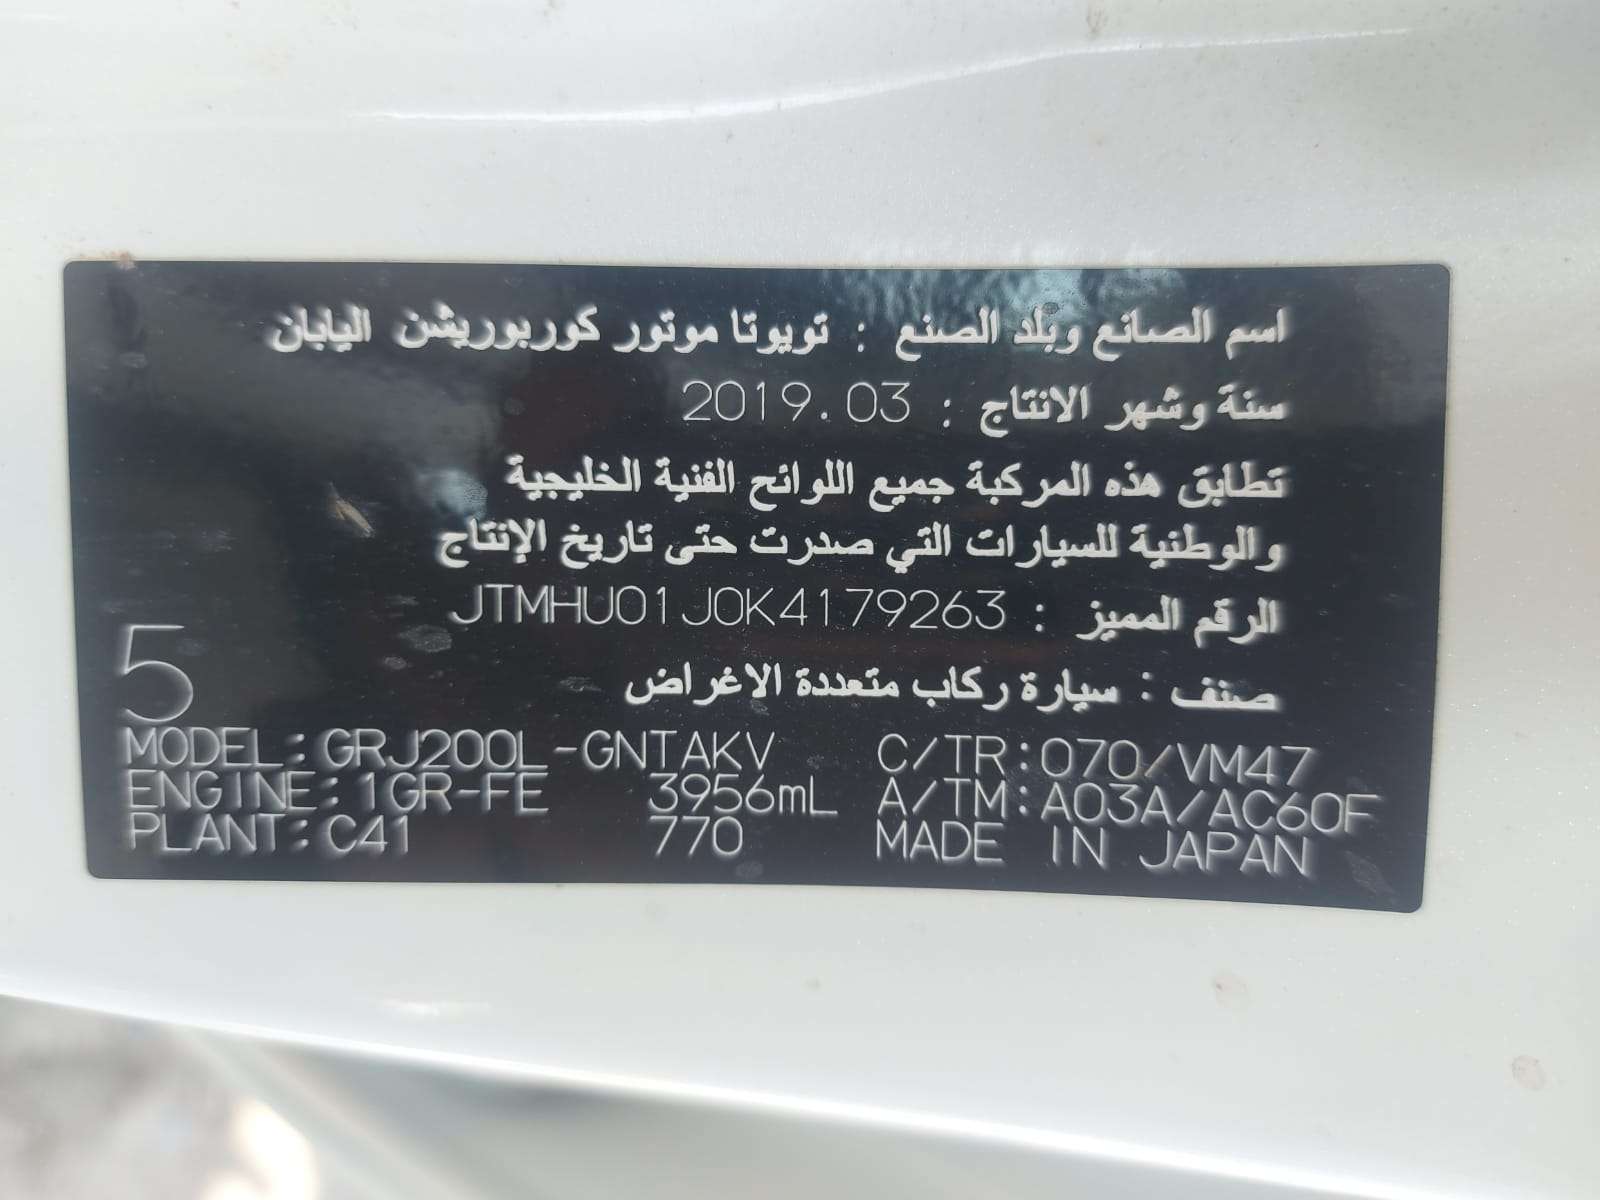 اسم الصانع وبلد الصنع : تويوتا موتور كوربوريشن اليابان
سنة وشهر الانتاج : 2019.03
تطابق هذه المركبة جميع اللوائح الفنية الخليجية
والوطنية للسيارات التي صدرت حتى تاريخ الإنتاج
الرقم المميز : JTMHU01J0K4179263
صنف : سيارة ركاب متعددة الاغراض
5
MODEL:GRJ200L-GNTAKV C/TR:070/VM47
ENGINE:1GR-FE 3956mL A/TM:A03A/AC60F
PLANT:C41 770 MADE IN JAPAN